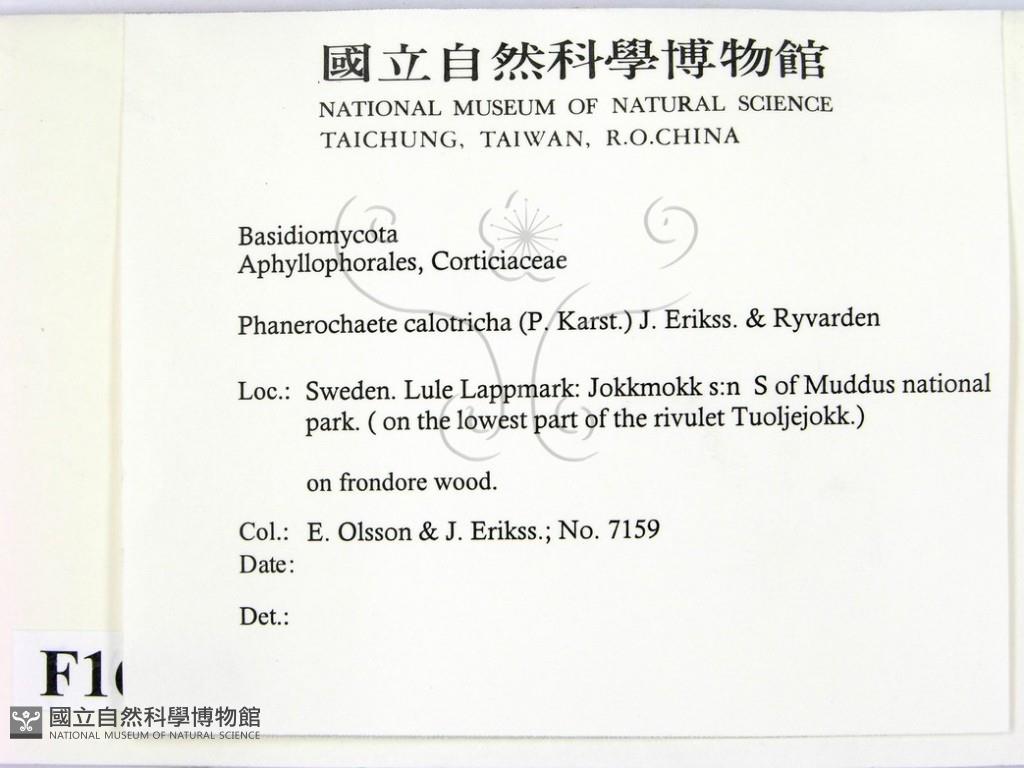 國立自然科學博物館
NATIONAL MUSEUM OF NATURAL SCIENCE
TAICHUNG, TAIWAN, R.O.CHINA
Basidiomycota
Aphyllophorales, Corticiaceae
Phanerochaete calotricha (P. Karst.) J. Erikss. & Ryvarden
Loc.: Sweden. Lule Lappmark: Jokkmokk s:n S of Muddus national
park. ( on the lowest part of the rivulet Tuoljejokk.)
on frondore wood.
Col.: E. Olsson & J. Erikss.; No. 7159
Date:
Det.:
F1
國立自然科學博物館
NATIONAL MUSEUM OF NATURAL SCIENCE